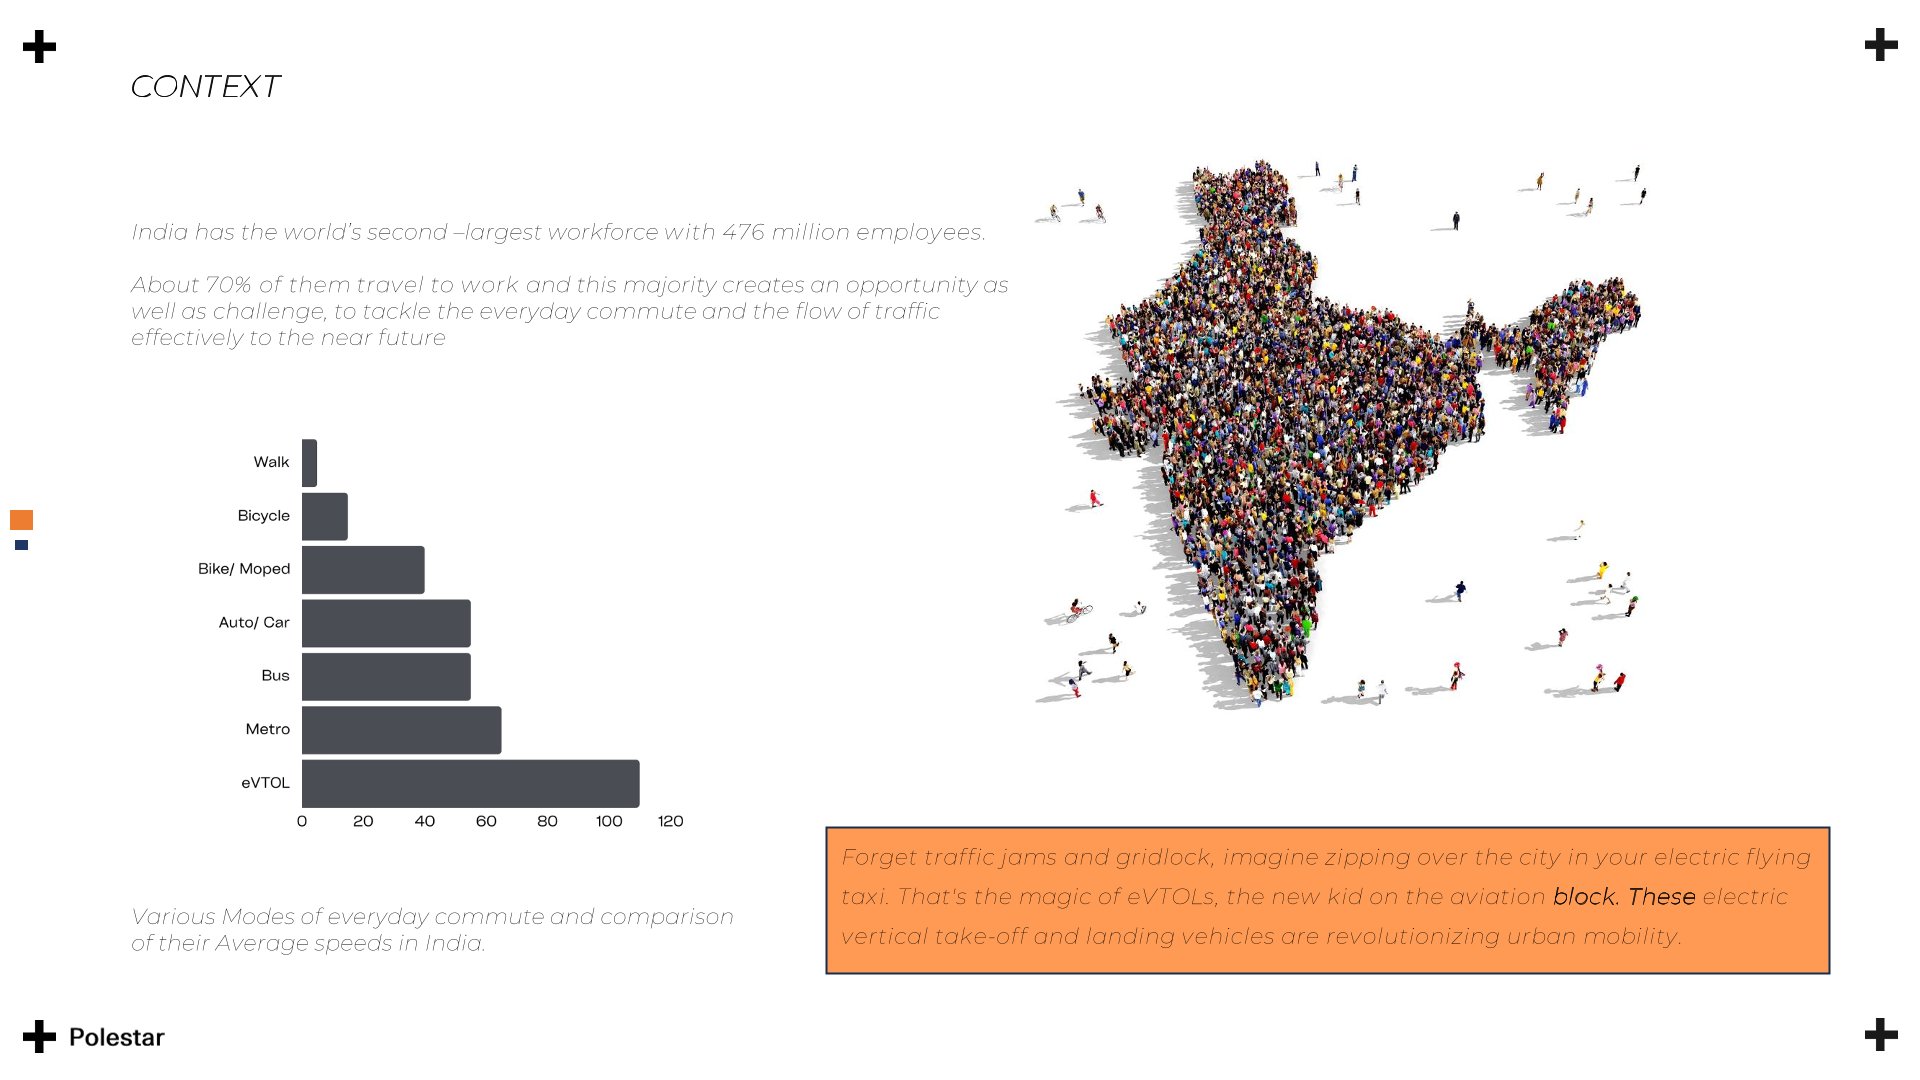 CONTEXT
India has the world's second –largest workforce with 476 million employees.
About 70% of them travel to work and this majority creates an opportunity as
well as challenge, to tackle the everyday commute and the flow of traffic
effectively to the near future
Walk
Bicycle
Bike/ Moped
Auto/ Car
Bus
Metro
eVTOL
0 20 40 60 80 100 120
Various Modes of everyday commute and comparison
of their Average speeds in India.
Forget traffic jams and gridlock, imagine zipping over the city in your electric flying
taxi. That's the magic of eVTOLs, the new kid on the aviation block. These electric
vertical take-off and landing vehicles are revolutionizing urban mobility.
Polestar